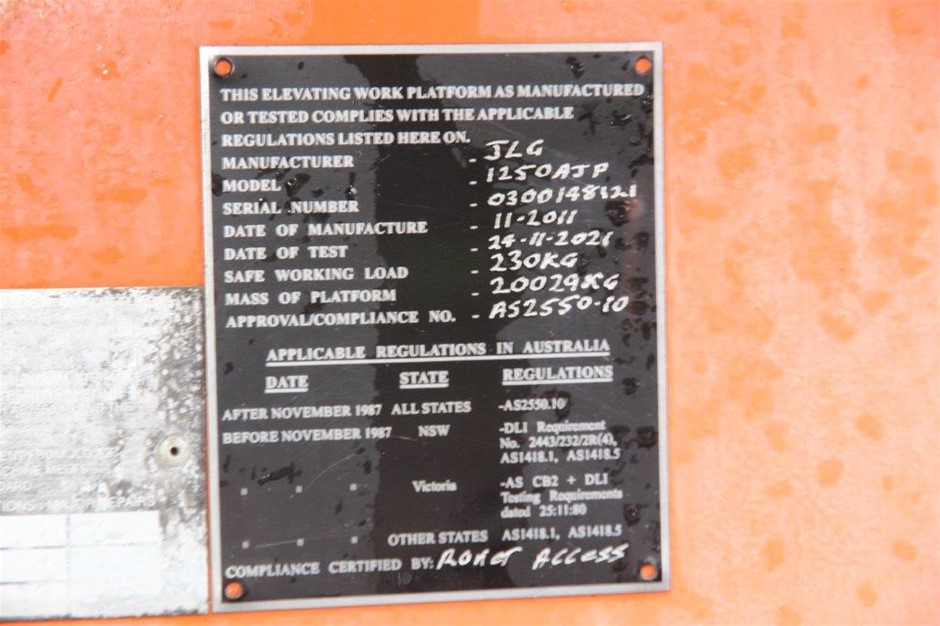 THIS ELEVATING WORK PLATFORM AS MANUFACTURED
OR TESTED COMPLIES WITH THE APPLICABLE
REGULATIONS LISTED HERE ON.
MANUFACTURER - JLG
MODEL - 1250AJP
SERIAL NUMBER - 0300148121
DATE OF MANUFACTURE - 11-2011
DATE OF TEST - 24-11-2021
SAFE WORKING LOAD - 230KG
MASS OF PLATFORM - 20029KG
APPROVAL/COMPLIANCE NO. - AS2550-10
APPLICABLE REGULATIONS IN AUSTRALIA
DATE STATE REGULATIONS
AFTER NOVEMBER 1987 ALL STATES -AS2550.10
BEFORE NOVEMBER 1987 NSW -DLI Requirement
No. 2443/232/2R(4),
AS1418.1, AS1418.5
" " " Victoria -AS CB2 + DLI
Testing Requirements
dated 25:11:80
" " " OTHER STATES AS1418.1, AS1418.5
COMPLIANCE CERTIFIED BY: ACCESS